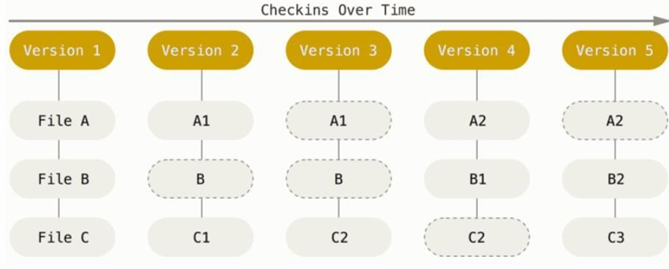 Checkins Over Time
Version 1 Version 2 Version 3 Version 4 Version 5
File A A1 A1 A2 A2
File B B B B1 B2
File C C1 C2 C2 C3